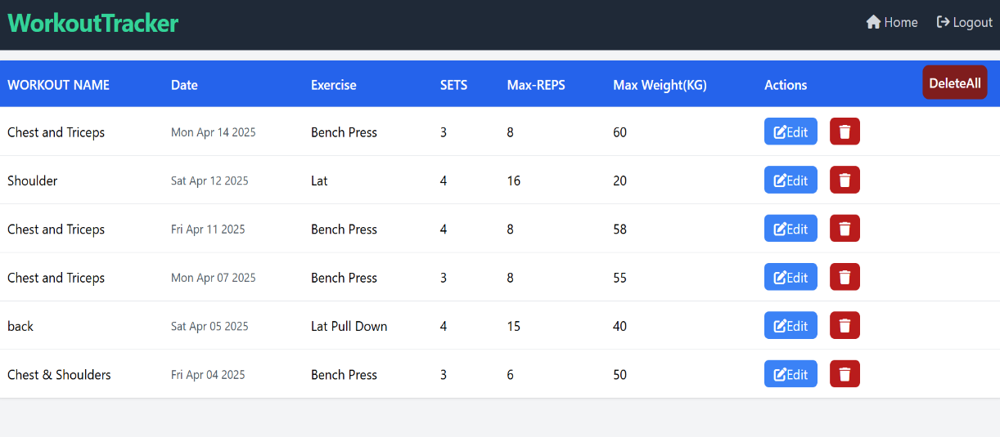 WorkoutTracker Home Logout
WORKOUT NAME Date Exercise SETS Max-REPS Max Weight(KG) Actions DeleteAll
Chest and Triceps Mon Apr 14 2025 Bench Press 3 8 60 Edit
Shoulder Sat Apr 12 2025 Lat 4 16 20 Edit
Chest and Triceps Fri Apr 11 2025 Bench Press 4 8 58 Edit
Chest and Triceps Mon Apr 07 2025 Bench Press 3 8 55 Edit
back Sat Apr 05 2025 Lat Pull Down 4 15 40 Edit
Chest & Shoulders Fri Apr 04 2025 Bench Press 3 6 50 Edit